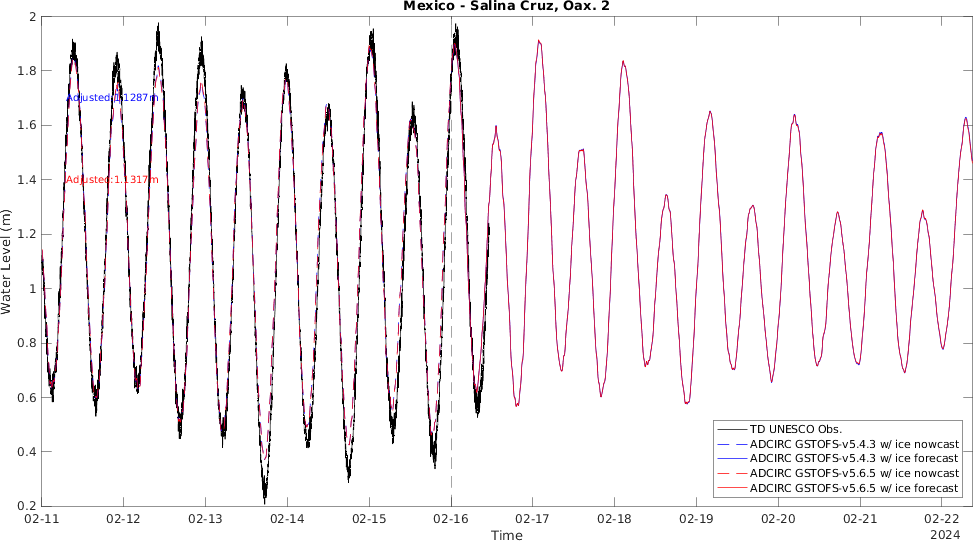 Mexico - Salina Cruz, Oax. 2
2
1.8
1.6
1.4
1.2
1
0.8
0.6
0.4
0.2
Water Level (m)
Adjusted:1.1287m
Adjusted:1.1317m
TD UNESCO Obs.
ADCIRC GSTOFS-v5.4.3 w/ ice nowcast
ADCIRC GSTOFS-v5.4.3 w/ ice forecast
ADCIRC GSTOFS-v5.6.5 w/ ice nowcast
ADCIRC GSTOFS-v5.6.5 w/ ice forecast
02-11 02-12 02-13 02-14 02-15 02-16 02-17 02-18 02-19 02-20 02-21 02-22
Time
2024